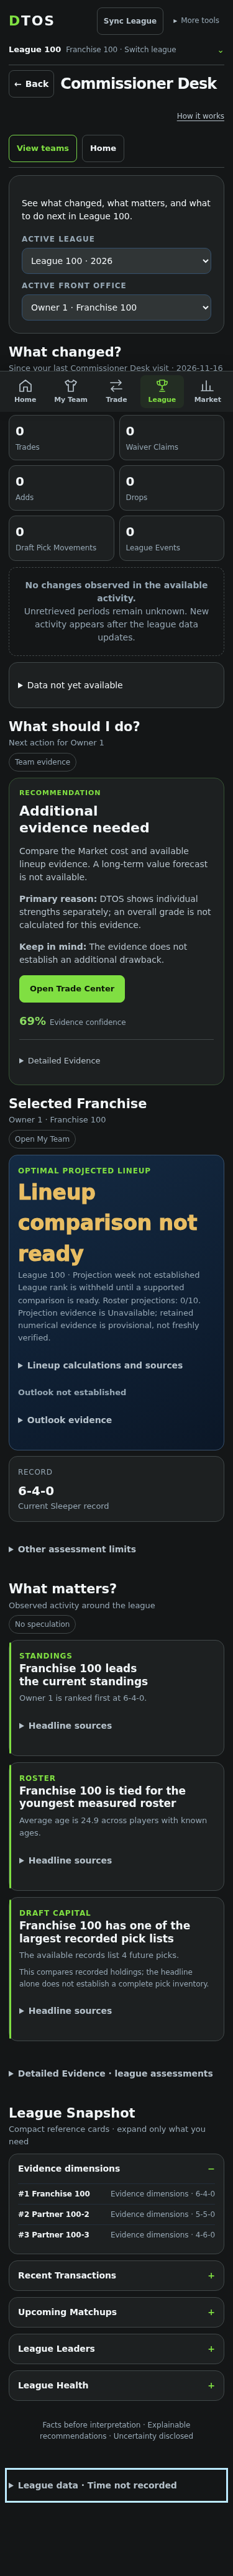 DTOS
Sync League
▸ More tools
League 100 Franchise 100 · Switch league
← Back
Commissioner Desk
How it works
View teams
Home
See what changed, what matters, and what
to do next in League 100.
ACTIVE LEAGUE
League 100 · 2026
ACTIVE FRONT OFFICE
Owner 1 · Franchise 100
What changed?
Since your last Commissioner Desk visit · 2026-11-16
Home
My Team
Trade
League
Market
0
Trades
0
Waiver Claims
0
Adds
0
Drops
0
Draft Pick Movements
0
League Events
No changes observed in the available
activity.
Unretrieved periods remain unknown. New
activity appears after the league data
updates.
▸ Data not yet available
What should I do?
Next action for Owner 1
Team evidence
RECOMMENDATION
Additional
evidence needed
Compare the Market cost and available
lineup evidence. A long-term value forecast
is not available.
Primary reason: DTOS shows individual
strengths separately; an overall grade is not
calculated for this evidence.
Keep in mind: The evidence does not
establish an additional drawback.
Open Trade Center
69% Evidence confidence
▸ Detailed Evidence
Selected Franchise
Owner 1 · Franchise 100
Open My Team
OPTIMAL PROJECTED LINEUP
Lineup
comparison not
ready
League 100 · Projection week not established
League rank is withheld until a supported
comparison is ready. Roster projections: 0/10.
Projection evidence is Unavailable; retained
numerical evidence is provisional, not freshly
verified.
▸ Lineup calculations and sources
Outlook not established
▸ Outlook evidence
RECORD
6-4-0
Current Sleeper record
▸ Other assessment limits
What matters?
Observed activity around the league
No speculation
STANDINGS
Franchise 100 leads
the current standings
Owner 1 is ranked first at 6-4-0.
▸ Headline sources
ROSTER
Franchise 100 is tied for the
youngest measured roster
Average age is 24.9 across players with known
ages.
▸ Headline sources
DRAFT CAPITAL
Franchise 100 has one of the
largest recorded pick lists
The available records list 4 future picks.
This compares recorded holdings; the headline
alone does not establish a complete pick inventory.
▸ Headline sources
▸ Detailed Evidence · league assessments
League Snapshot
Compact reference cards · expand only what you
need
Evidence dimensions −
#1 Franchise 100 Evidence dimensions · 6-4-0
#2 Partner 100-2 Evidence dimensions · 5-5-0
#3 Partner 100-3 Evidence dimensions · 4-6-0
Recent Transactions +
Upcoming Matchups +
League Leaders +
League Health +
Facts before interpretation · Explainable
recommendations · Uncertainty disclosed
▸ League data · Time not recorded